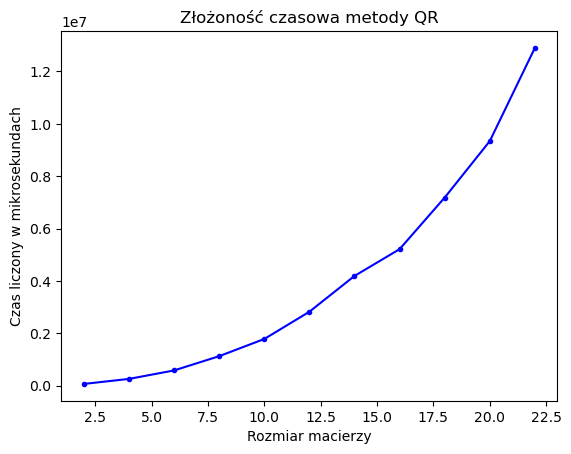 Złożoność czasowa metody QR
1e7
Czas liczony w mikrosekundach
1.2
1.0
0.8
0.6
0.4
0.2
0.0
2.5 5.0 7.5 10.0 12.5 15.0 17.5 20.0 22.5
Rozmiar macierzy